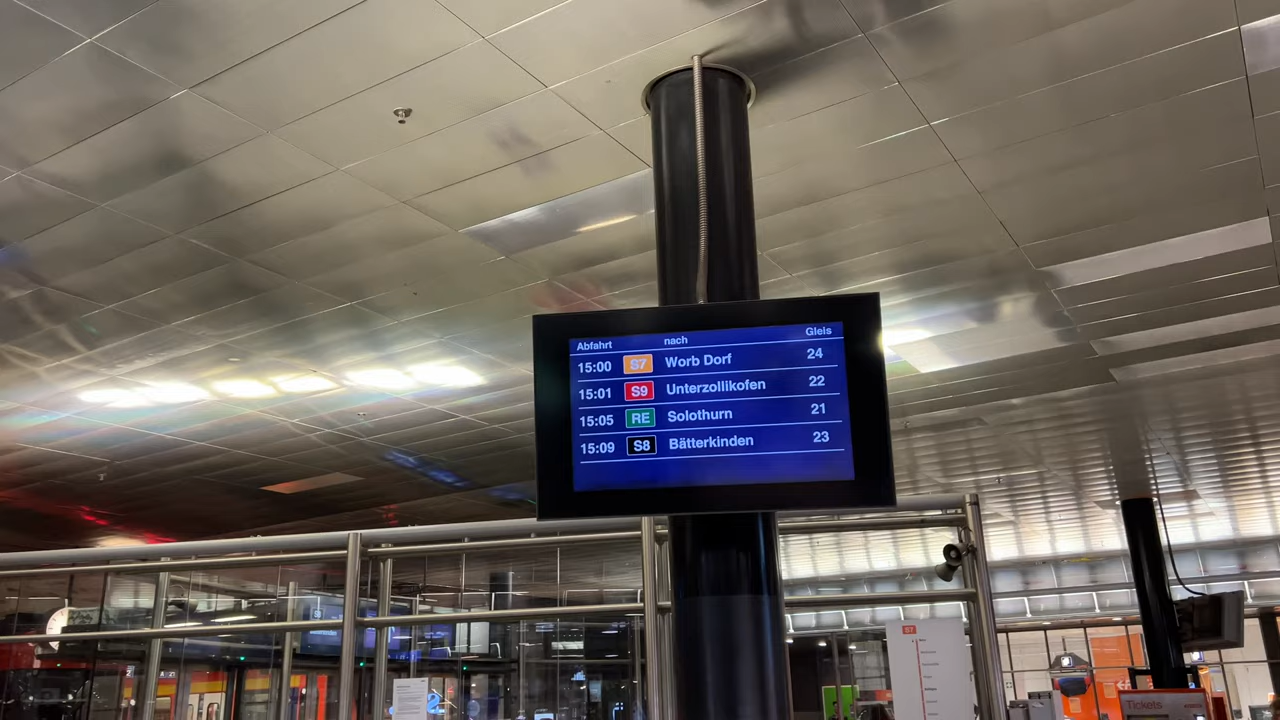 Abfahrt nach Gleis
15:00 S7 Worb Dorf 24
15:01 S9 Unterzollikofen 22
15:05 RE Solothurn 21
15:09 S8 Bätterkinden 23
S7
Tickets